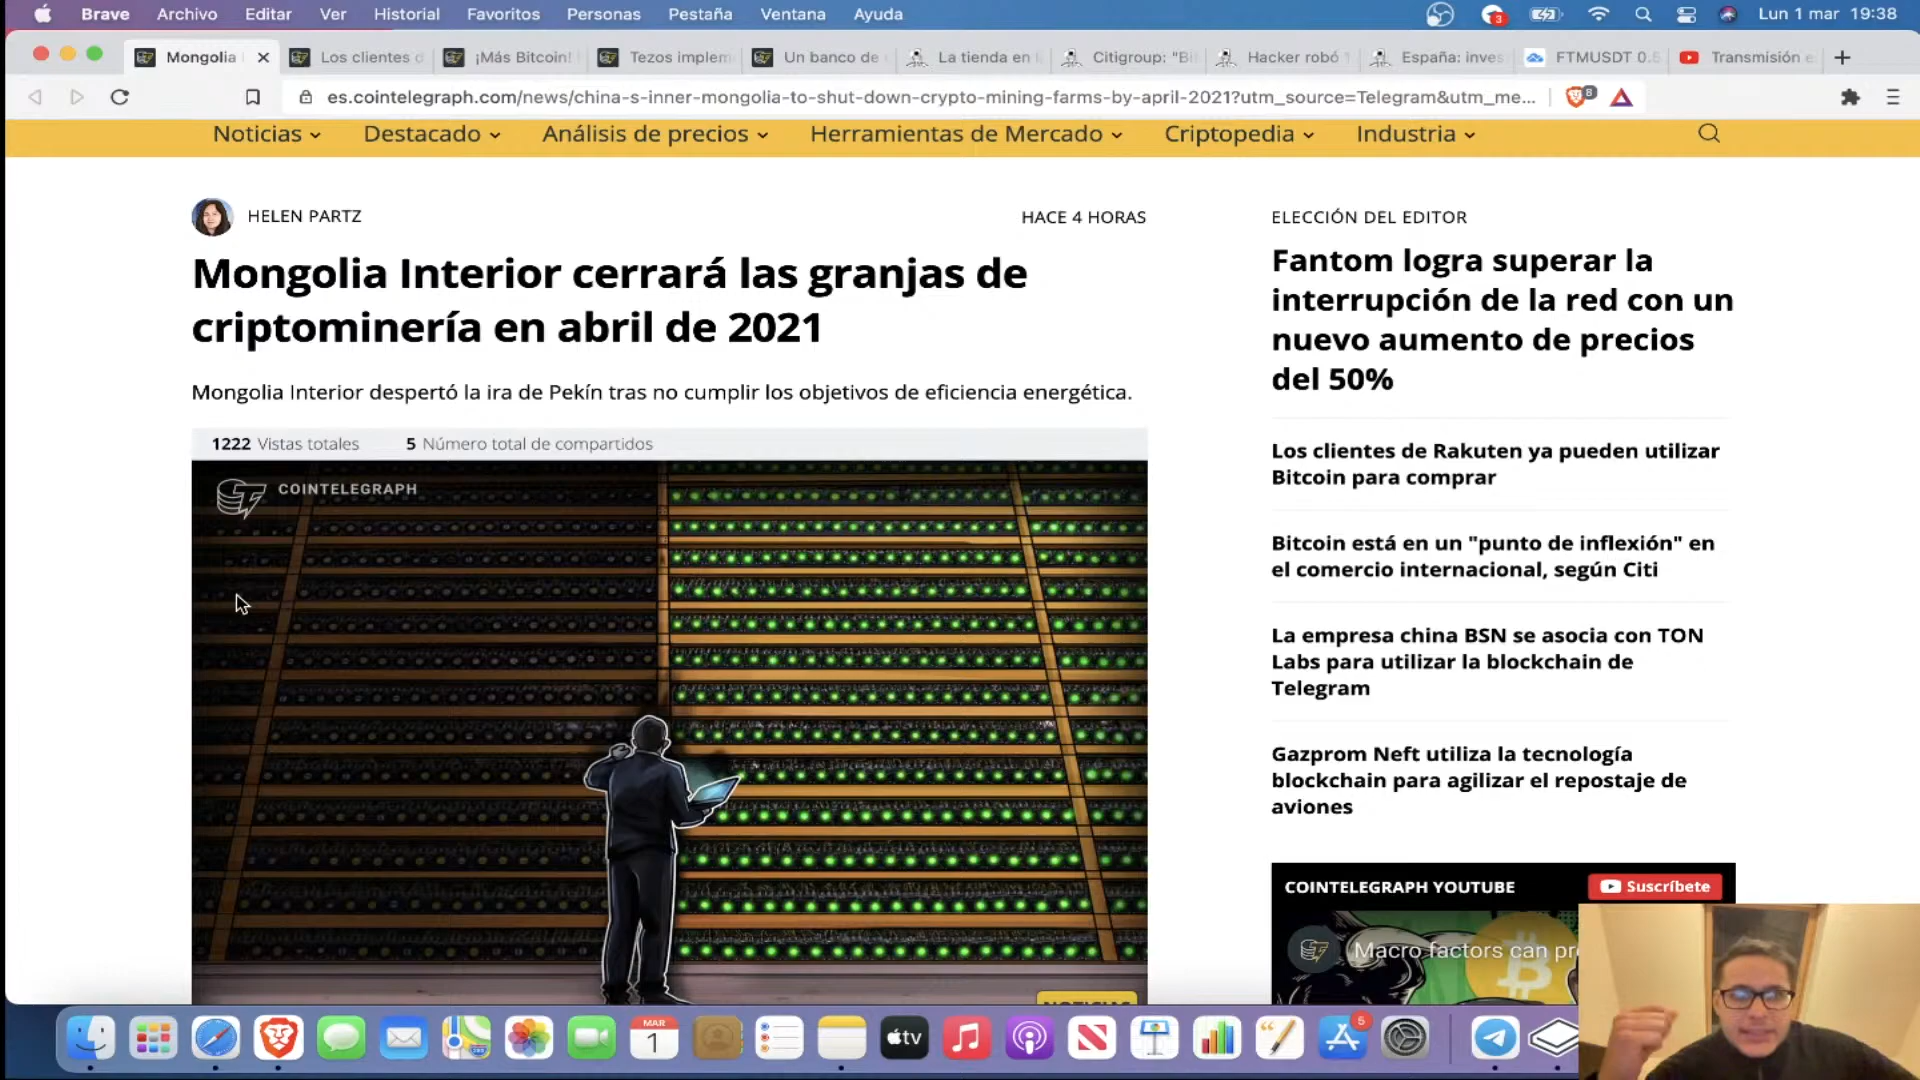 Brave Archivo Editar Ver Historial Favoritos Personas Pestaña Ventana Ayuda
3
Lun 1 mar 19:38
Mongolia
Los clientes d
¡Más Bitcoin!
Tezos implem
Un banco de
La tienda en l
Citigroup: "Bi
Hacker robó
España: inves
FTMUSDT 0.5
Transmisión e
es.cointelegraph.com/news/china-s-inner-mongolia-to-shut-down-crypto-mining-farms-by-april-2021?utm_source=Telegram&utm_me...
8
Noticias Destacado Análisis de precios Herramientas de Mercado Criptopedia Industria
HELEN PARTZ
HACE 4 HORAS
Mongolia Interior cerrará las granjas de
criptominería en abril de 2021
Mongolia Interior despertó la ira de Pekín tras no cumplir los objetivos de eficiencia energética.
1222 Vistas totales 5 Número total de compartidos
COINTELEGRAPH
NOTICIAS
ELECCIÓN DEL EDITOR
Fantom logra superar la
interrupción de la red con un
nuevo aumento de precios
del 50%
Los clientes de Rakuten ya pueden utilizar
Bitcoin para comprar
Bitcoin está en un "punto de inflexión" en
el comercio internacional, según Citi
La empresa china BSN se asocia con TON
Labs para utilizar la blockchain de
Telegram
Gazprom Neft utiliza la tecnología
blockchain para agilizar el repostaje de
aviones
COINTELEGRAPH YOUTUBE
Suscríbete
Macro factors can pr
MAR
1
tv
5